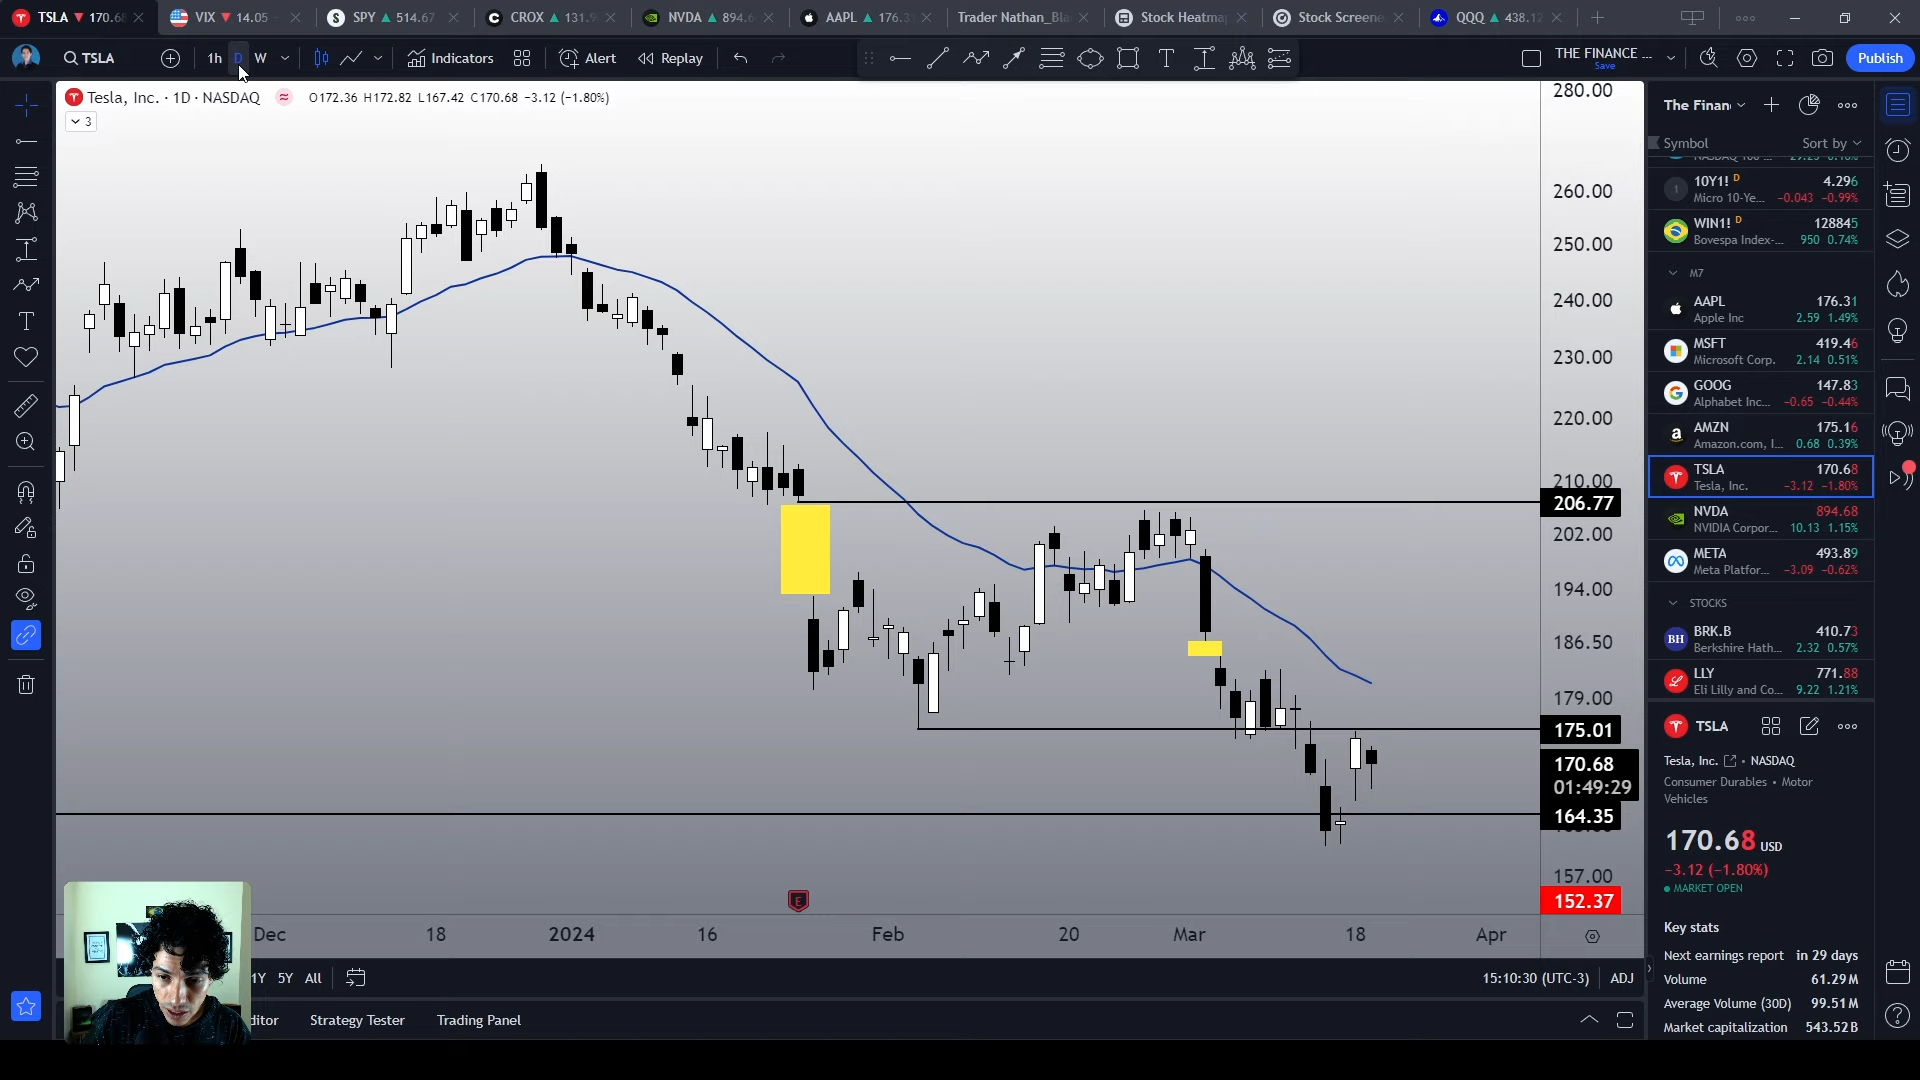 TSLA ▼ 170.68
VIX ▼ 14.05
SPY ▲ 514.67
CROX ▲ 131.9
NVDA ▲ 894.6
AAPL ▲ 176.3
Trader Nathan_Bla
Stock Heatma
Stock Screene
QQQ ▲ 438.12
TSLA
1h
D
W
Indicators
Alert
Replay
THE FINANCE ...
Save
Publish
Tesla, Inc. · 1D · NASDAQ
O172.36 H172.82 L167.42 C170.68 −3.12 (−1.80%)
3
280.00
260.00
250.00
240.00
230.00
220.00
210.00
206.77
202.00
194.00
186.50
179.00
175.01
170.68
01:49:29
164.35
157.00
152.37
E
Dec
18
2024
16
Feb
20
Mar
18
Apr
1Y
5Y
All
15:10:30 (UTC-3)
ADJ
ditor
Strategy Tester
Trading Panel
The Finan
Symbol
Sort by
10Y1! D
4.296
Micro 10-Ye...
−0.043 −0.99%
WIN1! D
128845
Bovespa Index-...
950 0.74%
M7
AAPL
176.31
Apple Inc
2.59 1.49%
MSFT
419.46
Microsoft Corp.
2.14 0.51%
GOOG
147.83
Alphabet Inc...
−0.65 −0.44%
AMZN
175.16
Amazon.com, I...
0.68 0.39%
TSLA
170.68
Tesla, Inc.
−3.12 −1.80%
NVDA
894.68
NVIDIA Corpor...
10.13 1.15%
META
493.89
Meta Platfor...
−3.09 −0.62%
STOCKS
BRK.B
410.73
BH
Berkshire Hath...
2.32 0.57%
LLY
771.88
Eli Lilly and Co...
9.22 1.21%
TSLA
Tesla, Inc.
• NASDAQ
Consumer Durables • Motor
Vehicles
170.68 USD
−3.12 (−1.80%)
MARKET OPEN
Key stats
Next earnings report
in 29 days
Volume
61.29M
Average Volume (30D)
99.51M
Market capitalization
543.52B